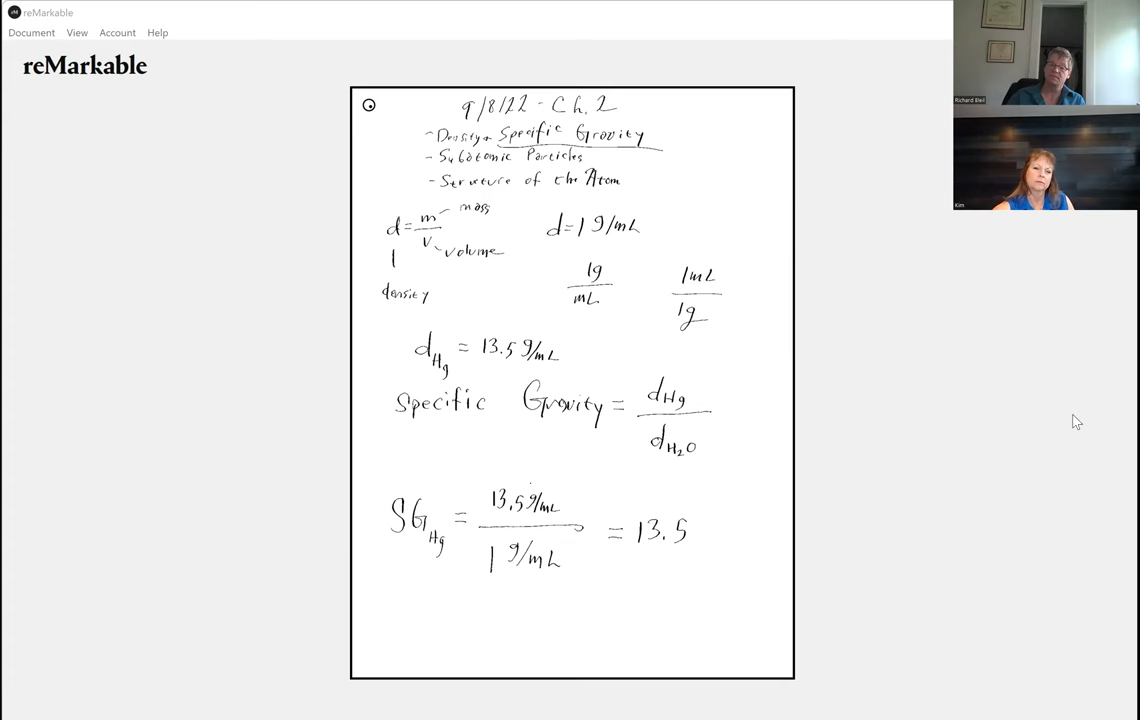 reMarkable
Document View Account Help
reMarkable
9/8/22 - Ch. 2
- Density & Specific Gravity
- Subatomic Particles
- Structure of the Atom
d = m/V
mass
volume
density
d = 1 g/mL
1g/mL
1mL/1g
dHg = 13.5 g/mL
Specific Gravity = dHg/dH2O
SGHg = 13.5 g/mL / 1 g/mL = 13.5
Richard Bleil
Kim